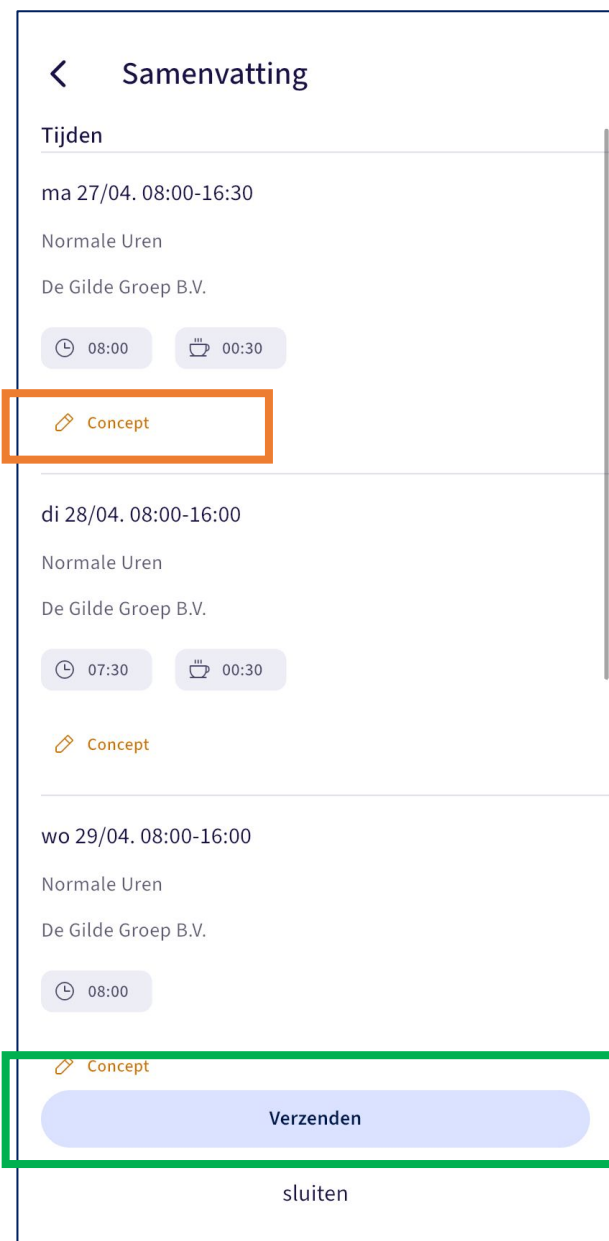 Samenvatting
Tijden
ma 27/04. 08:00-16:30
Normale Uren
De Gilde Groep B.V.
08:00 00:30
Concept
di 28/04. 08:00-16:00
Normale Uren
De Gilde Groep B.V.
07:30 00:30
Concept
wo 29/04. 08:00-16:00
Normale Uren
De Gilde Groep B.V.
08:00
Concept
Verzenden
sluiten